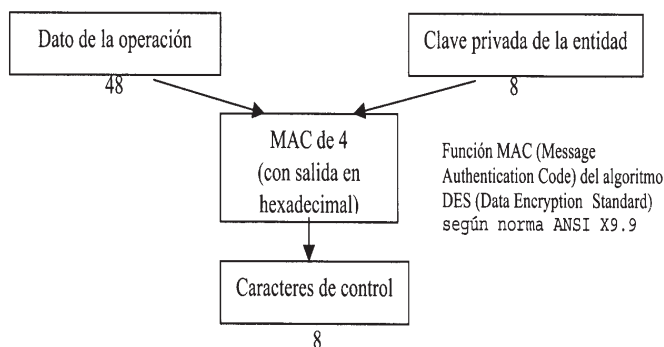 Dato de la operación
48
Clave privada de la entidad
8
MAC de 4
(con salida en
hexadecimal)
Función MAC (Message
Authentication Code) del algoritmo
DES (Data Encryption Standard)
según norma ANSI X9.9
Caracteres de control
8